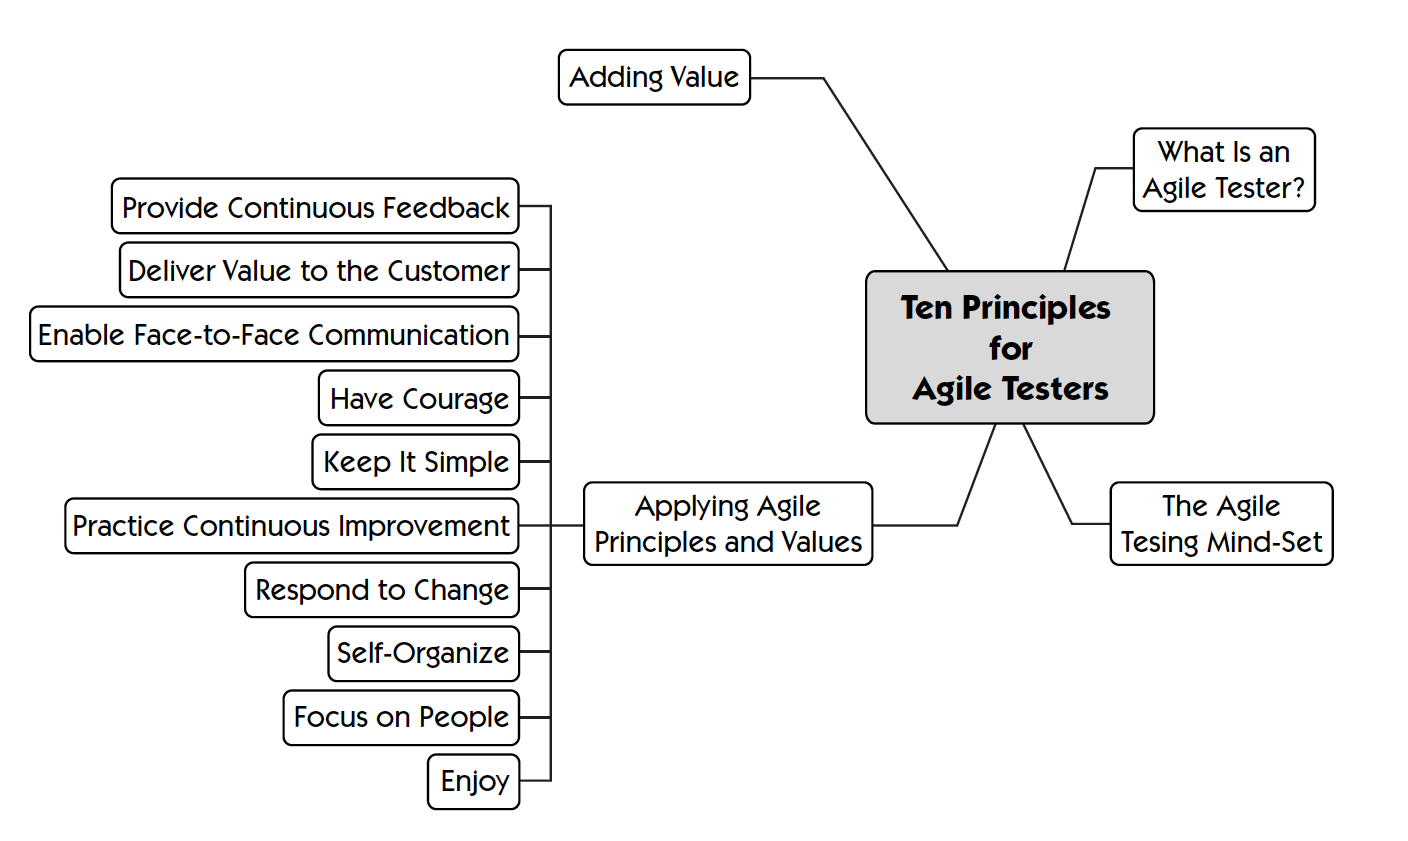 Adding Value
What Is an
Agile Tester?
Provide Continuous Feedback
Deliver Value to the Customer
Enable Face-to-Face Communication
Have Courage
Keep It Simple
Practice Continuous Improvement
Respond to Change
Self-Organize
Focus on People
Enjoy
Ten Principles
for
Agile Testers
Applying Agile
Principles and Values
The Agile
Tesing Mind-Set